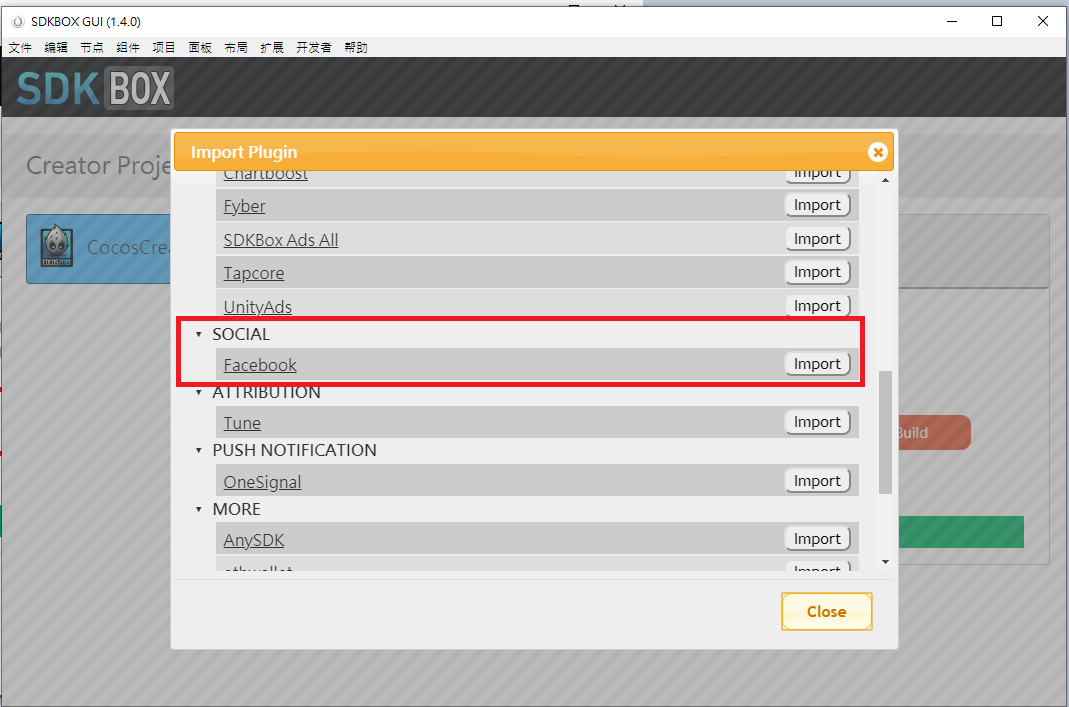 SDKBOX GUI (1.4.0)
文件 编辑 节点 组件 项目 面板 布局 扩展 开发者 帮助
SDKBOX
Creator Proje
CocosCrea
COCOS2D-X
Build
Import Plugin
Chartboost Import
Fyber Import
SDKBox Ads All Import
Tapcore Import
UnityAds Import
SOCIAL
Facebook Import
ATTRIBUTION
Tune Import
PUSH NOTIFICATION
OneSignal Import
MORE
AnySDK Import
ethwallet Import
Close